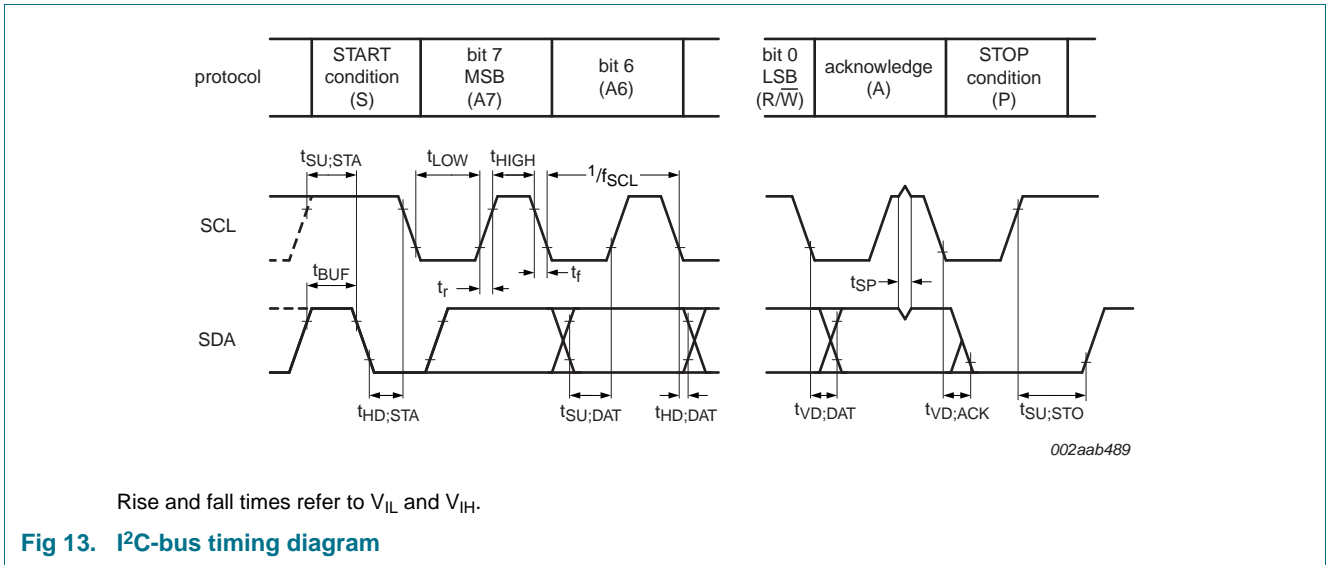 protocol
START
condition
(S)
bit 7
MSB
(A7)
bit 6
(A6)
bit 0
LSB
(R/W̅)
acknowledge
(A)
STOP
condition
(P)
tSU;STA
tLOW
tHIGH
1/fSCL
SCL
tBUF
tr
tf
tSP
SDA
tHD;STA
tSU;DAT
tHD;DAT
tVD;DAT
tVD;ACK
tSU;STO
002aab489
Rise and fall times refer to VIL and VIH.
Fig 13. I²C-bus timing diagram